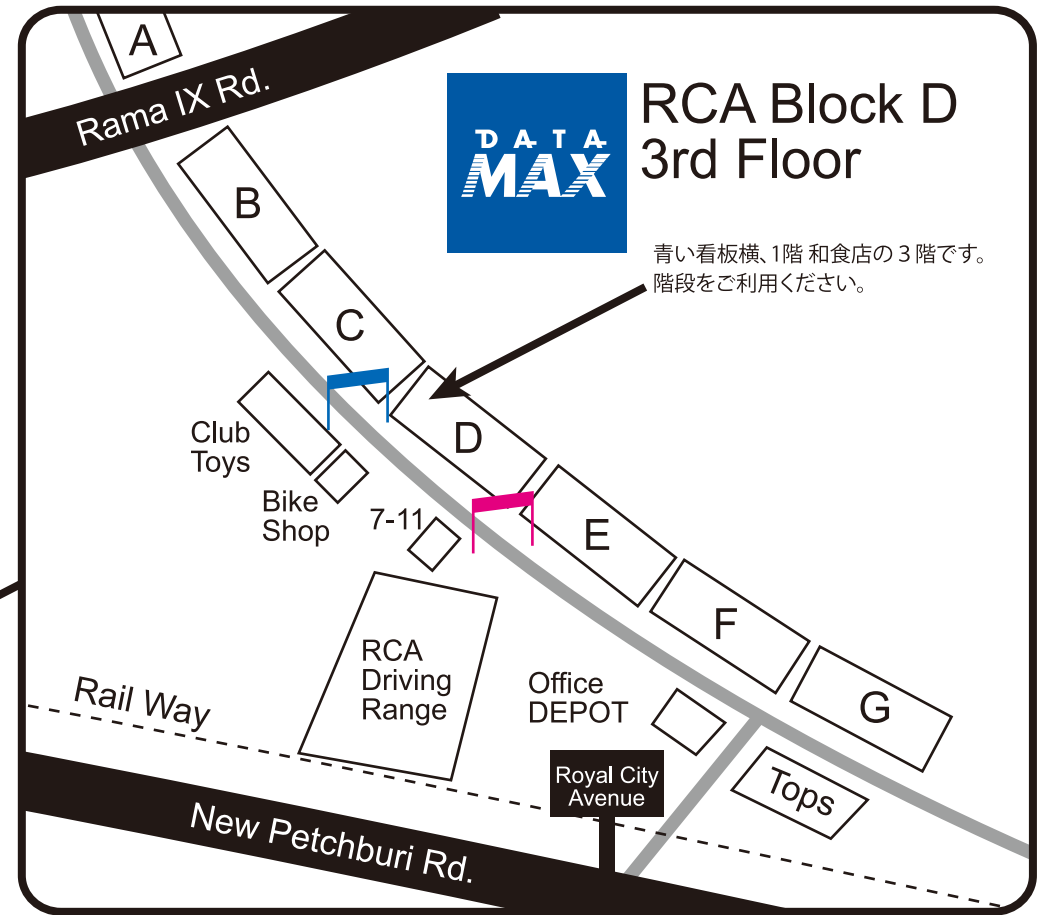 A
Rama IX Rd.
DATA
MAX
RCA Block D
3rd Floor
青い看板横、1階 和食店の3階です。
階段をご利用ください。
B
C
D
E
F
G
Club
Toys
Bike
Shop
7-11
RCA
Driving
Range
Office
DEPOT
Rail Way
Royal City
Avenue
Tops
New Petchburi Rd.